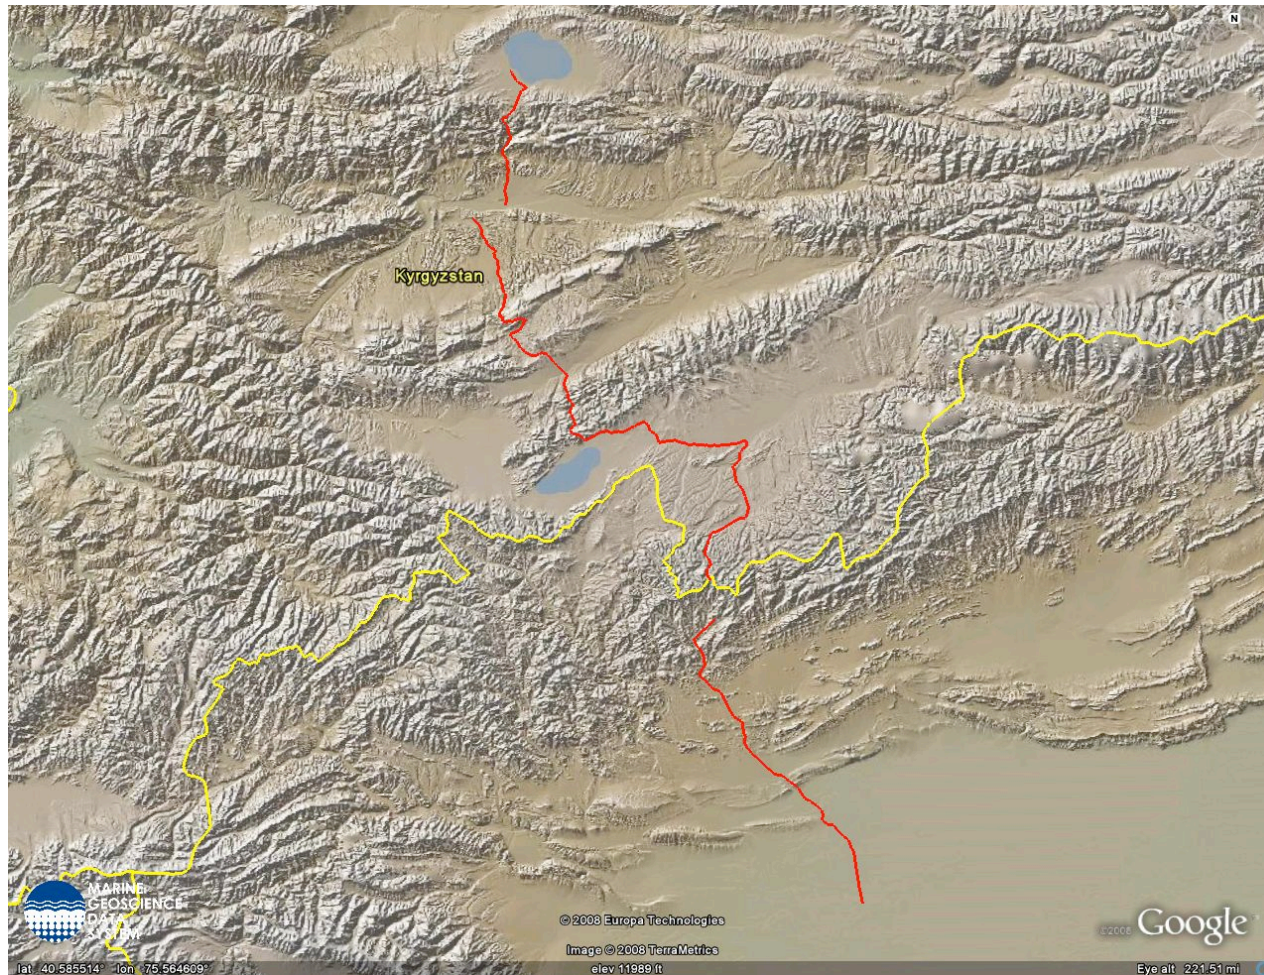 N
Kyrgyzstan
MARINE
GEOSCIENCE
DATA
SYSTEM
© 2008 Europa Technologies
Image © 2008 TerraMetrics
©2008 Google
lat 40.585514° lon 75.564609° elev 11989 ft Eye alt 221.51 mi